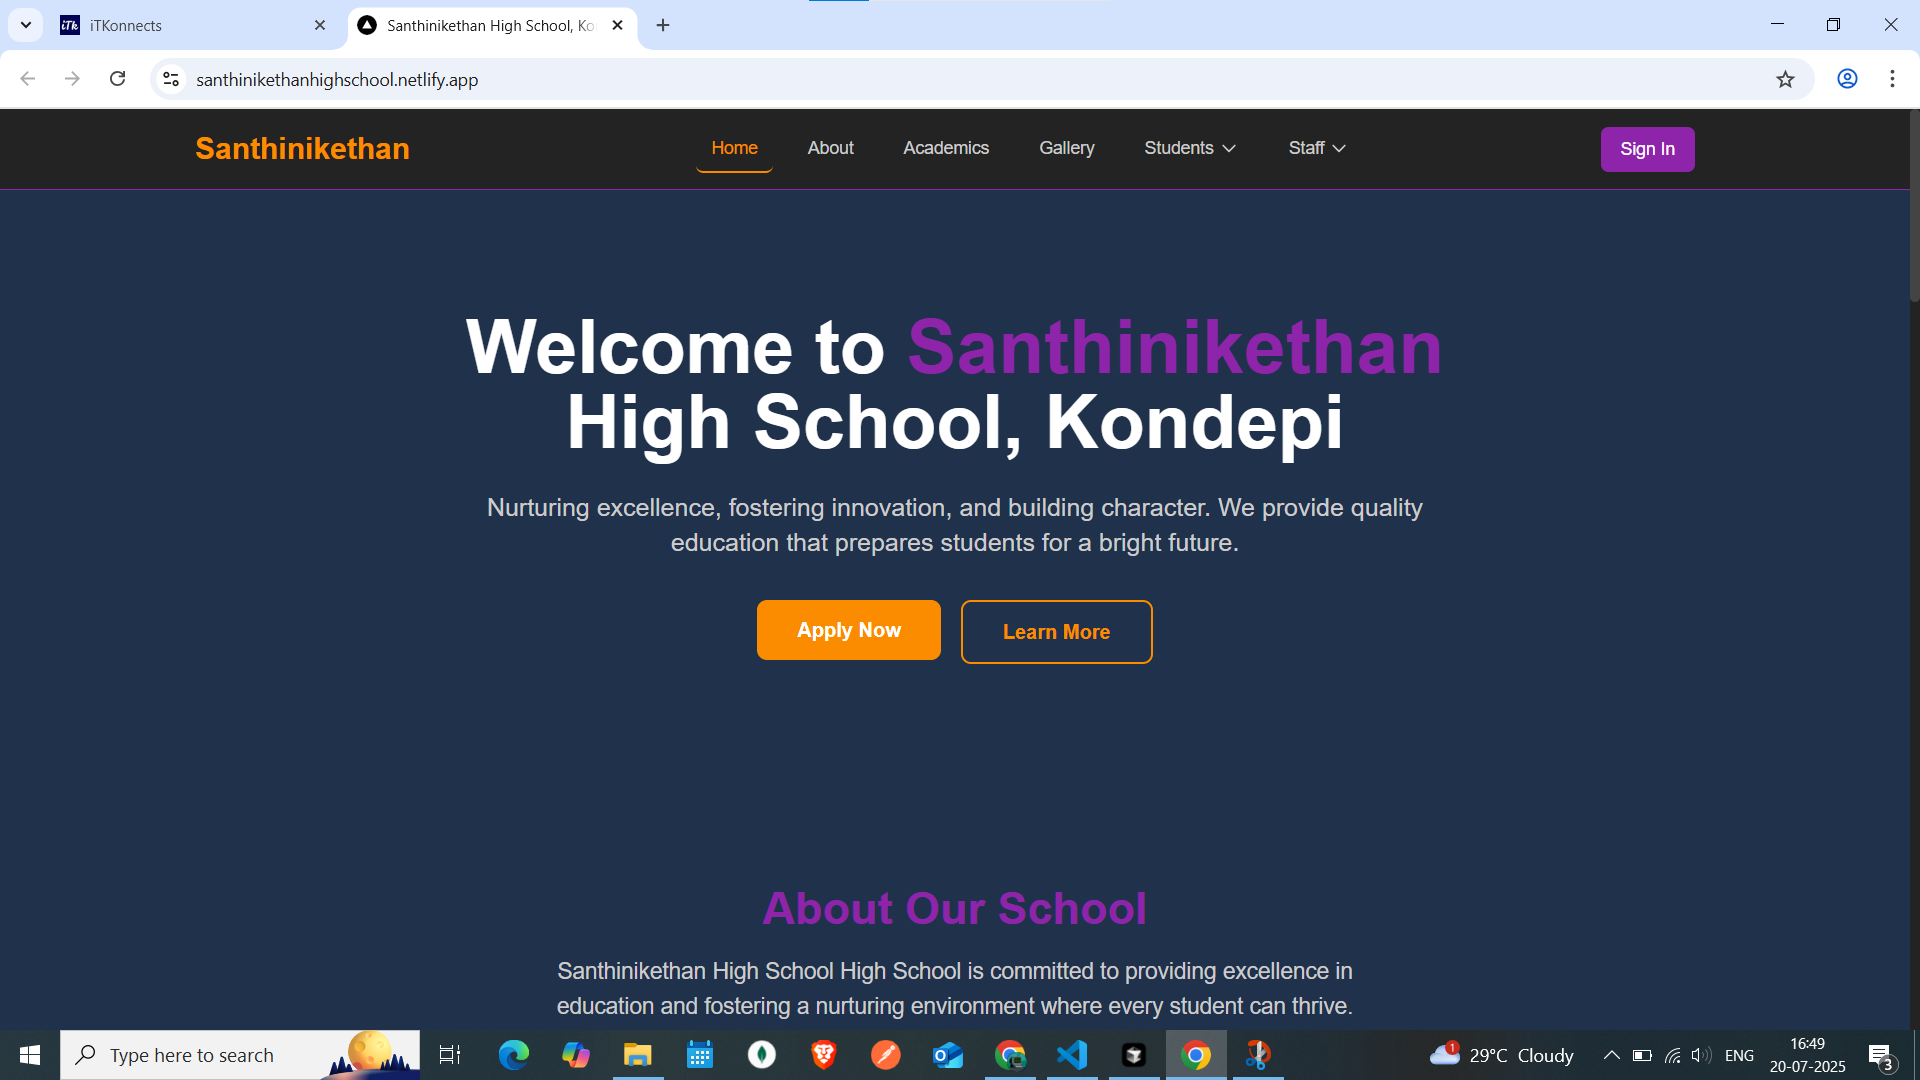 iTk iTKonnects
Santhinikethan High School, Ko
santhinikethanhighschool.netlify.app
Santhinikethan Home About Academics Gallery Students Staff Sign In
Welcome to Santhinikethan
High School, Kondepi
Nurturing excellence, fostering innovation, and building character. We provide quality
education that prepares students for a bright future.
Apply Now Learn More
About Our School
Santhinikethan High School High School is committed to providing excellence in
education and fostering a nurturing environment where every student can thrive.
Type here to search
1
29°C Cloudy
ENG
16:49
20-07-2025
3